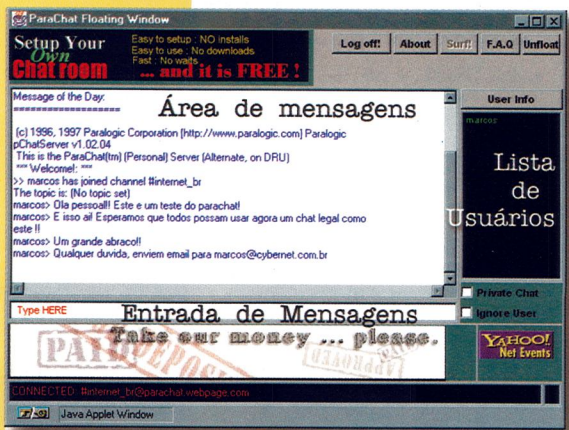 ParaChat Floating Window
Setup Your
Own
Chat room
Easy to setup : NO installs
Easy to use : No downloads
Fast : No waits
... and it is FREE !
Log off!
About
Surf!
F.A.Q
Unfloat
Message of the Day:
==================
Área de mensagens
(c) 1996, 1997 Paralogic Corporation [http://www.paralogic.com] Paralogic
pChatServer v1.02.04
This is the ParaChat(tm) (Personal) Server (Alternate, on DRU)
*** Welcome!: ***
>> marcos has joined channel #internet_br
The topic is: (No topic set)
marcos> Ola pessoal!! Este e um teste do parachat!
marcos> E isso ai! Esperamos que todos possam usar agora um chat legal como
este !!
marcos> Um grande abraco!!
marcos> Qualquer duvida, enviem email para marcos@cybernet.com.br
User Info
marcos
Lista
de
Usuários
Private Chat
Ignore User
Type HERE
Entrada de Mensagens
Take our money ... please.
PAID
DEPOSIT
APPROVED
YAHOO!
Net Events
CONNECTED: #internet_br@parachat.webpage.com
Java Applet Window